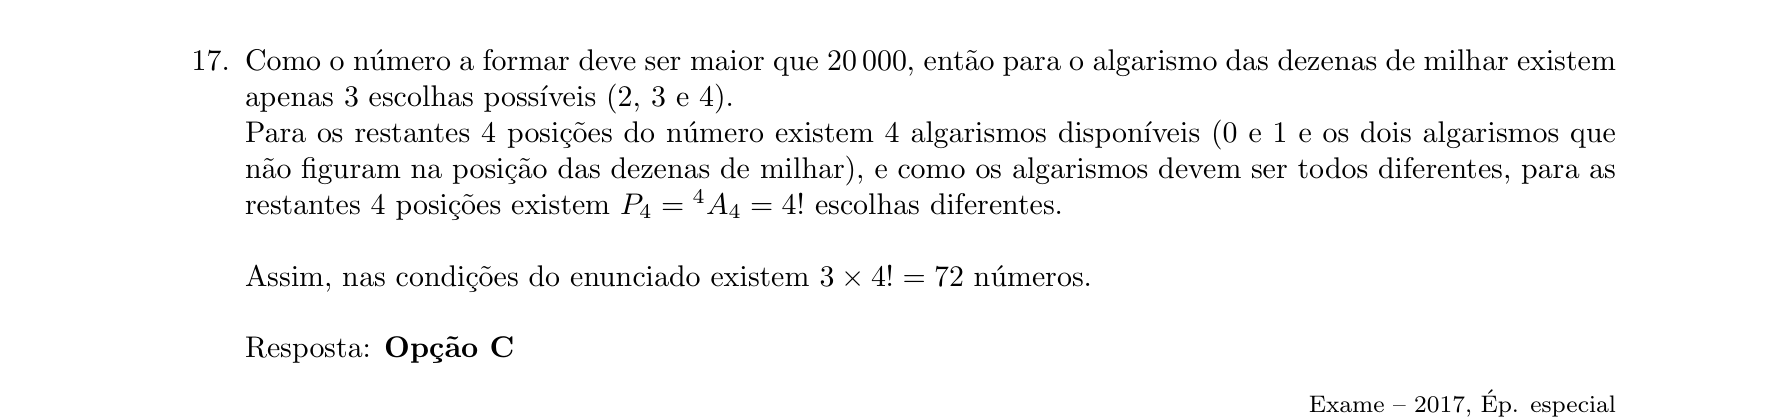 17. Como o número a formar deve ser maior que 20 000, então para o algarismo das dezenas de milhar existem
apenas 3 escolhas possíveis (2, 3 e 4).
Para os restantes 4 posições do número existem 4 algarismos disponíveis (0 e 1 e os dois algarismos que
não figuram na posição das dezenas de milhar), e como os algarismos devem ser todos diferentes, para as
restantes 4 posições existem P₄ = ⁴A₄ = 4! escolhas diferentes.
Assim, nas condições do enunciado existem 3 × 4! = 72 números.
Resposta: Opção C
Exame – 2017, Ép. especial